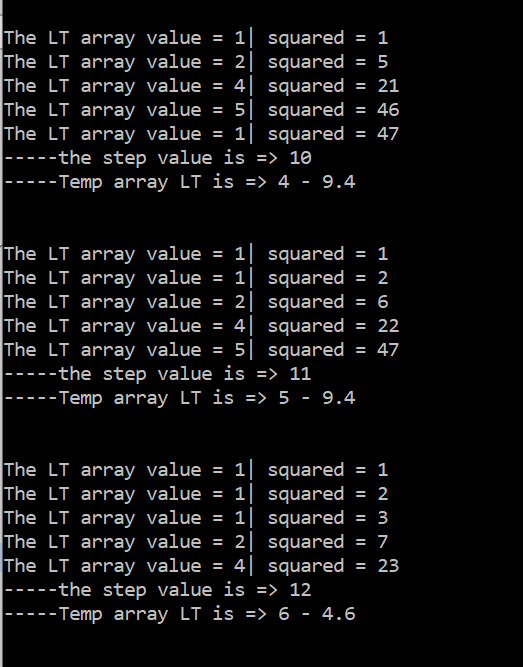 The LT array value = 1| squared = 1
The LT array value = 2| squared = 5
The LT array value = 4| squared = 21
The LT array value = 5| squared = 46
The LT array value = 1| squared = 47
-----the step value is => 10
-----Temp array LT is => 4 - 9.4
The LT array value = 1| squared = 1
The LT array value = 1| squared = 2
The LT array value = 2| squared = 6
The LT array value = 4| squared = 22
The LT array value = 5| squared = 47
-----the step value is => 11
-----Temp array LT is => 5 - 9.4
The LT array value = 1| squared = 1
The LT array value = 1| squared = 2
The LT array value = 1| squared = 3
The LT array value = 2| squared = 7
The LT array value = 4| squared = 23
-----the step value is => 12
-----Temp array LT is => 6 - 4.6